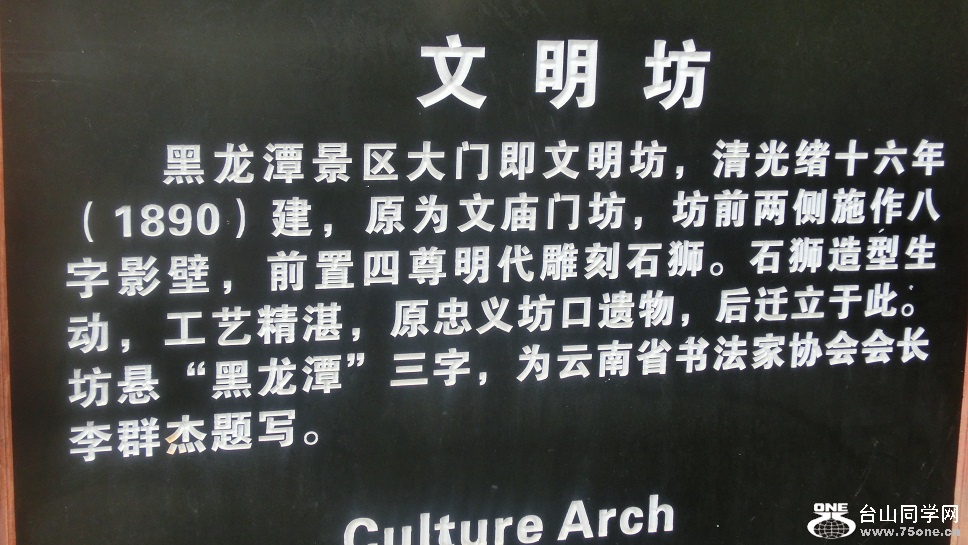 文明坊
黑龙潭景区大门即文明坊，清光绪十六年
（1890）建，原为文庙门坊，坊前两侧施作八
字影壁，前置四尊明代雕刻石狮。石狮造型生
动，工艺精湛，原忠义坊口遗物，后迁立于此。
坊悬“黑龙潭”三字，为云南省书法家协会会长
李群杰题写。
Culture Arch
ONE 台山同学网
www.75one.cn